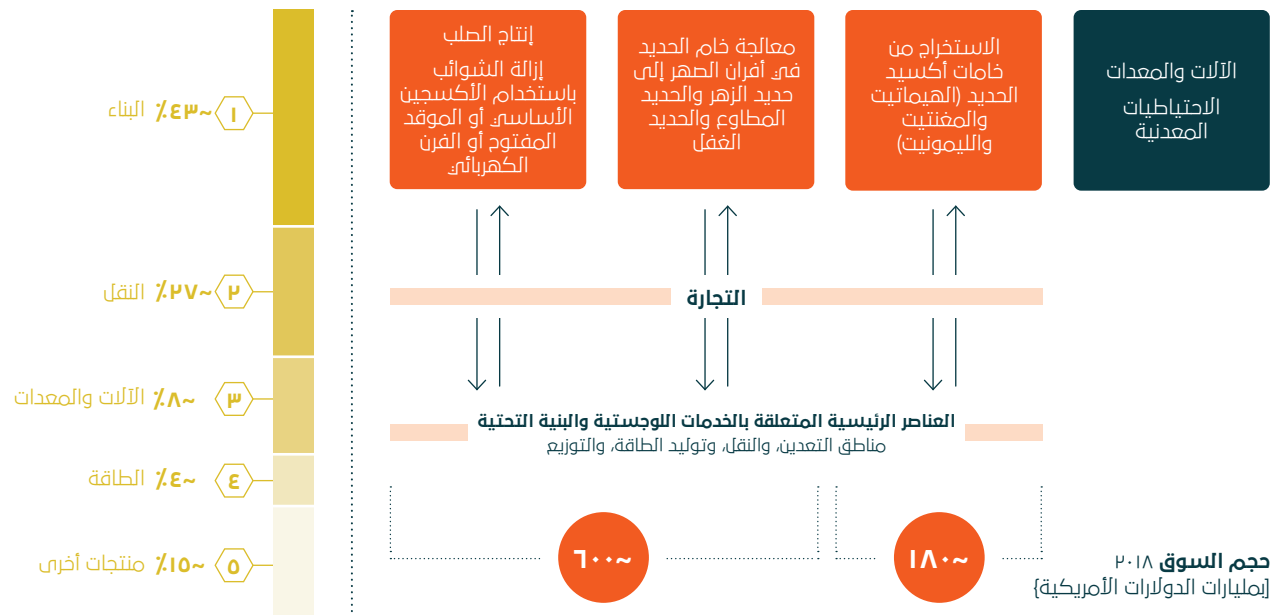 الآلات والمعدات
الاحتياطيات
المعدنية
الاستخراج من
خامات أكسيد
الحديد (الهيماتيت
والمغنتيت
والليمونيت)
معالجة خام الحديد
في أفران الصهر إلى
حديد الزهر والحديد
المطاوع والحديد
الغفل
إنتاج الصلب
إزالة الشوائب
باستخدام الأكسجين
الأساسي أو الموقد
المفتوح أو الفرن
الكهربائي
التجارة
العناصر الرئيسية المتعلقة بالخدمات اللوجستية والبنية التحتية
مناطق التعدين، والنقل، وتوليد الطاقة، والتوزيع
حجم السوق ٢٠١٨
[بمليارات الدولارات الأمريكية}
~١٨٠
~٦٠٠
١ ~٤٣٪ البناء
٢ ~٢٧٪ النقل
٣ ~٨٪ الآلات والمعدات
٤ ~٤٪ الطاقة
٥ ~١٥٪ منتجات أخرى